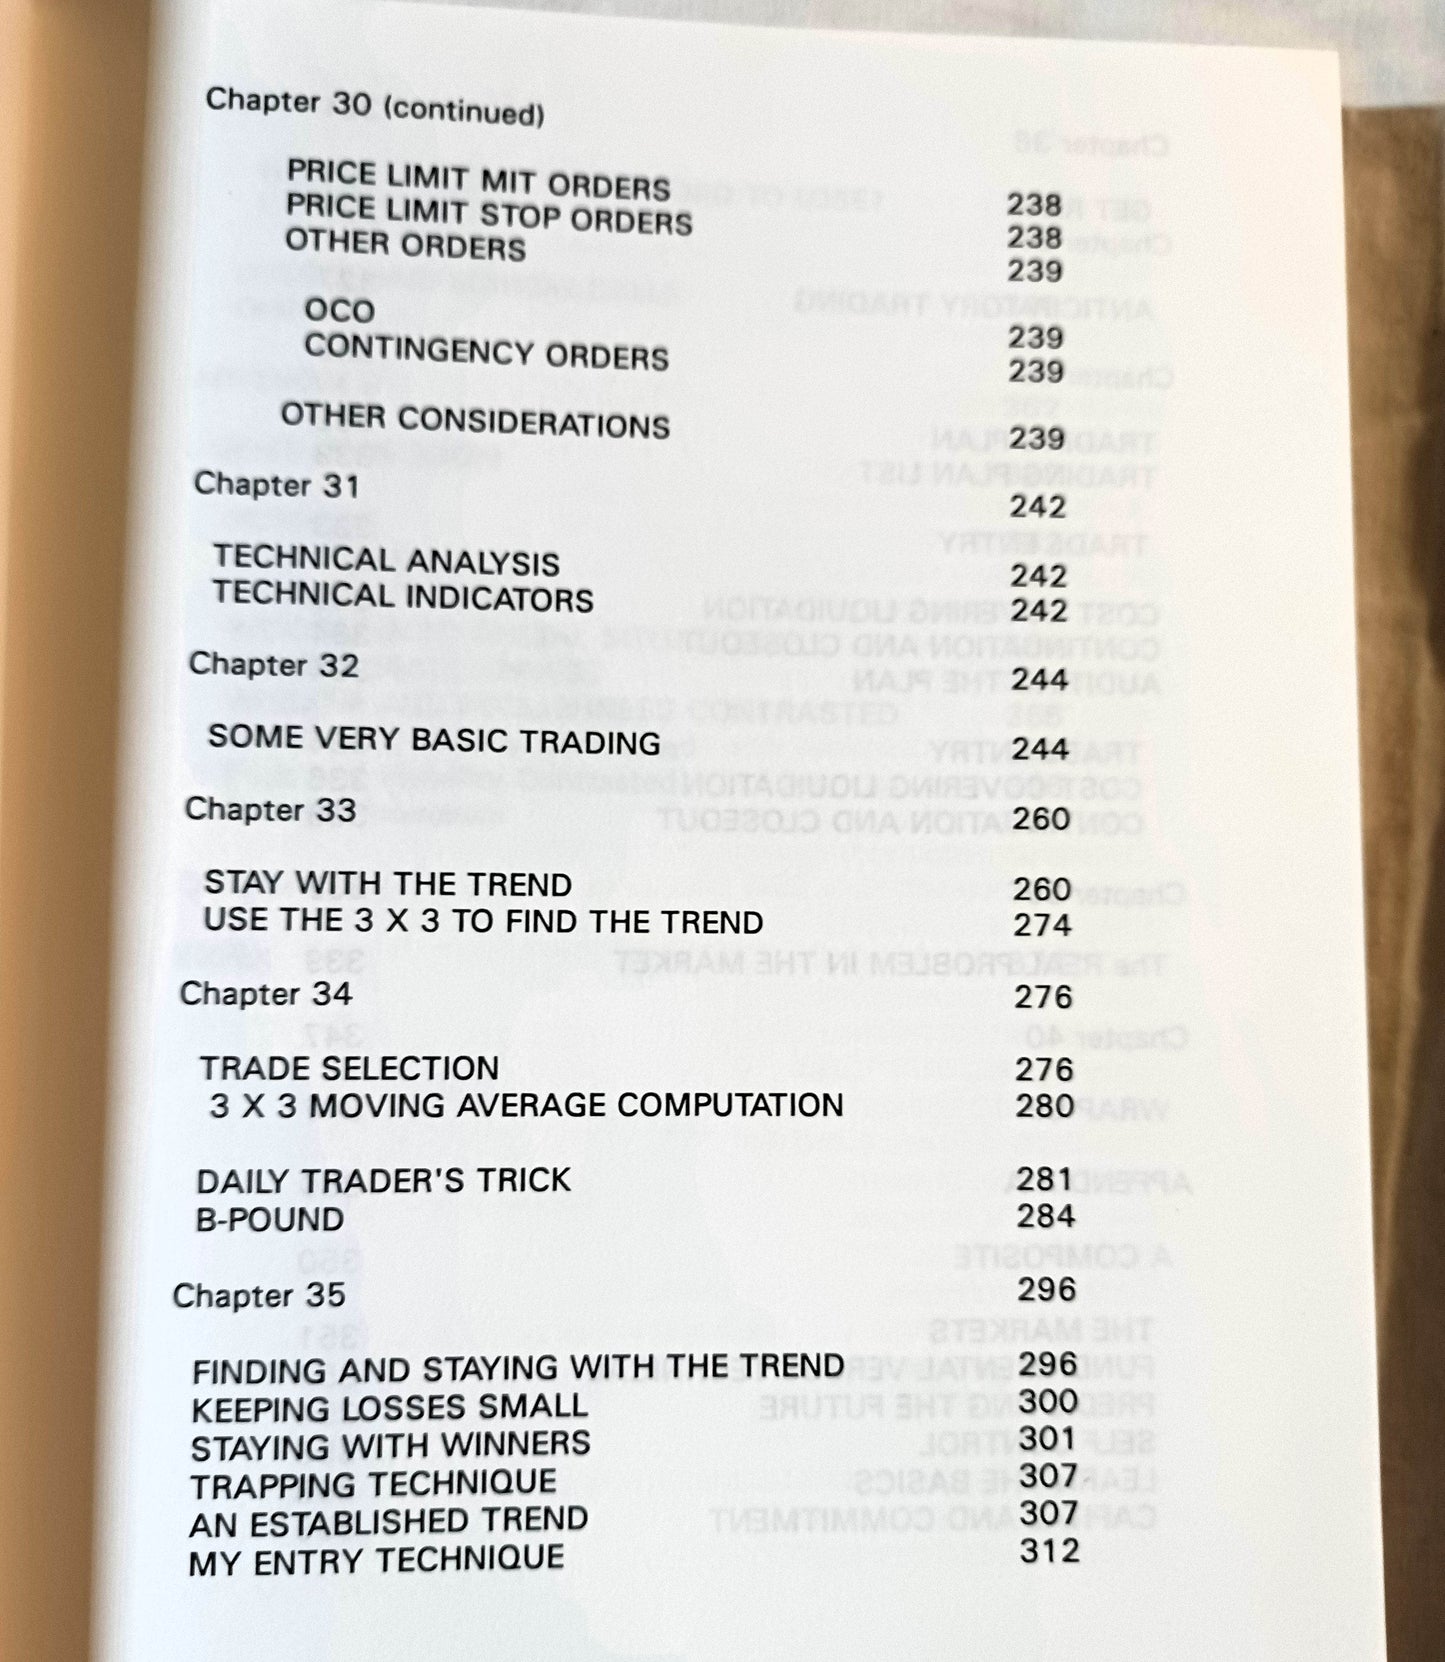 Chapter 30 (continued)
PRICE LIMIT MIT ORDERS 238
PRICE LIMIT STOP ORDERS 238
OTHER ORDERS 239
OCO 239
CONTINGENCY ORDERS 239
OTHER CONSIDERATIONS 239
Chapter 31 242
TECHNICAL ANALYSIS 242
TECHNICAL INDICATORS 242
Chapter 32 244
SOME VERY BASIC TRADING 244
Chapter 33 260
STAY WITH THE TREND 260
USE THE 3 X 3 TO FIND THE TREND 274
Chapter 34 276
TRADE SELECTION 276
3 X 3 MOVING AVERAGE COMPUTATION 280
DAILY TRADER'S TRICK 281
B-POUND 284
Chapter 35 296
FINDING AND STAYING WITH THE TREND 296
KEEPING LOSSES SMALL 300
STAYING WITH WINNERS 301
TRAPPING TECHNIQUE 307
AN ESTABLISHED TREND 307
MY ENTRY TECHNIQUE 312